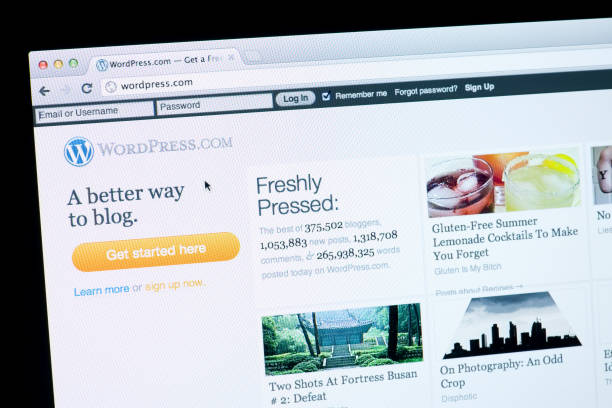 WordPress.com — Get a Free
wordpress.com
Email or Username
Password
Log In
Remember me
Forgot password?
Sign Up
WORDPRESS.COM
A better way
to blog.
Get started here
Learn more or sign up now.
Freshly
Pressed:
The best of 375,502 bloggers,
1,053,883 new posts, 1,318,708
comments, & 265,938,325 words
posted today on WordPress.com.
Gluten-Free Summer
Lemonade Cocktails To Make
You Forget
Gluten Is My Bitch
Posts about Recipes →
No
Two Shots At Fortress Busan
# 2: Defeat
On Photography: An Odd
Crop
Disphotic